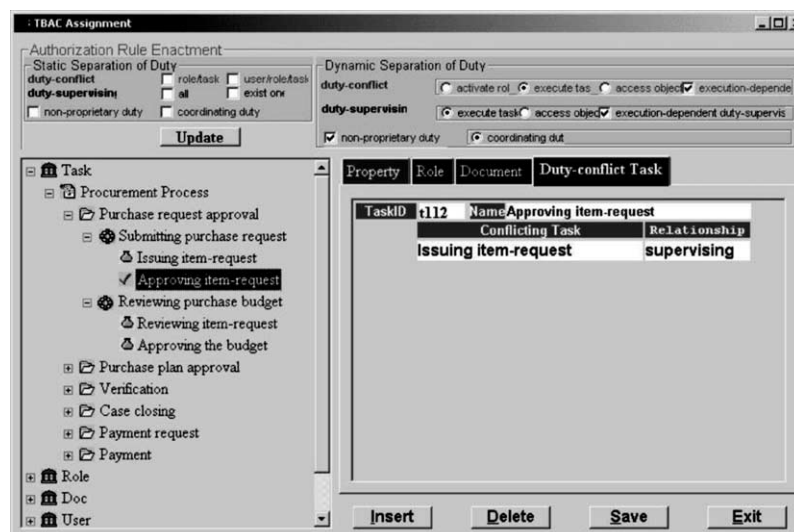 TBAC Assignment
Authorization Rule Enactment
Static Separation of Duty
duty-conflict role/task user/role/task
duty-supervising all exist one
non-proprietary duty coordinating duty
Update
Dynamic Separation of Duty
duty-conflict activate rol execute tas access object execution-depende
duty-supervisin execute task access object execution-dependent duty-supervis
non-proprietary duty coordinating dut
Task
Procurement Process
Purchase request approval
Submitting purchase request
Issuing item-request
Approving item-request
Reviewing purchase budget
Reviewing item-request
Approving the budget
Purchase plan approval
Verification
Case closing
Payment request
Payment
Role
Doc
User
Property Role Document Duty-conflict Task
TaskID t112 Name Approving item-request
Conflicting Task Relationship
Issuing item-request supervising
Insert Delete Save Exit